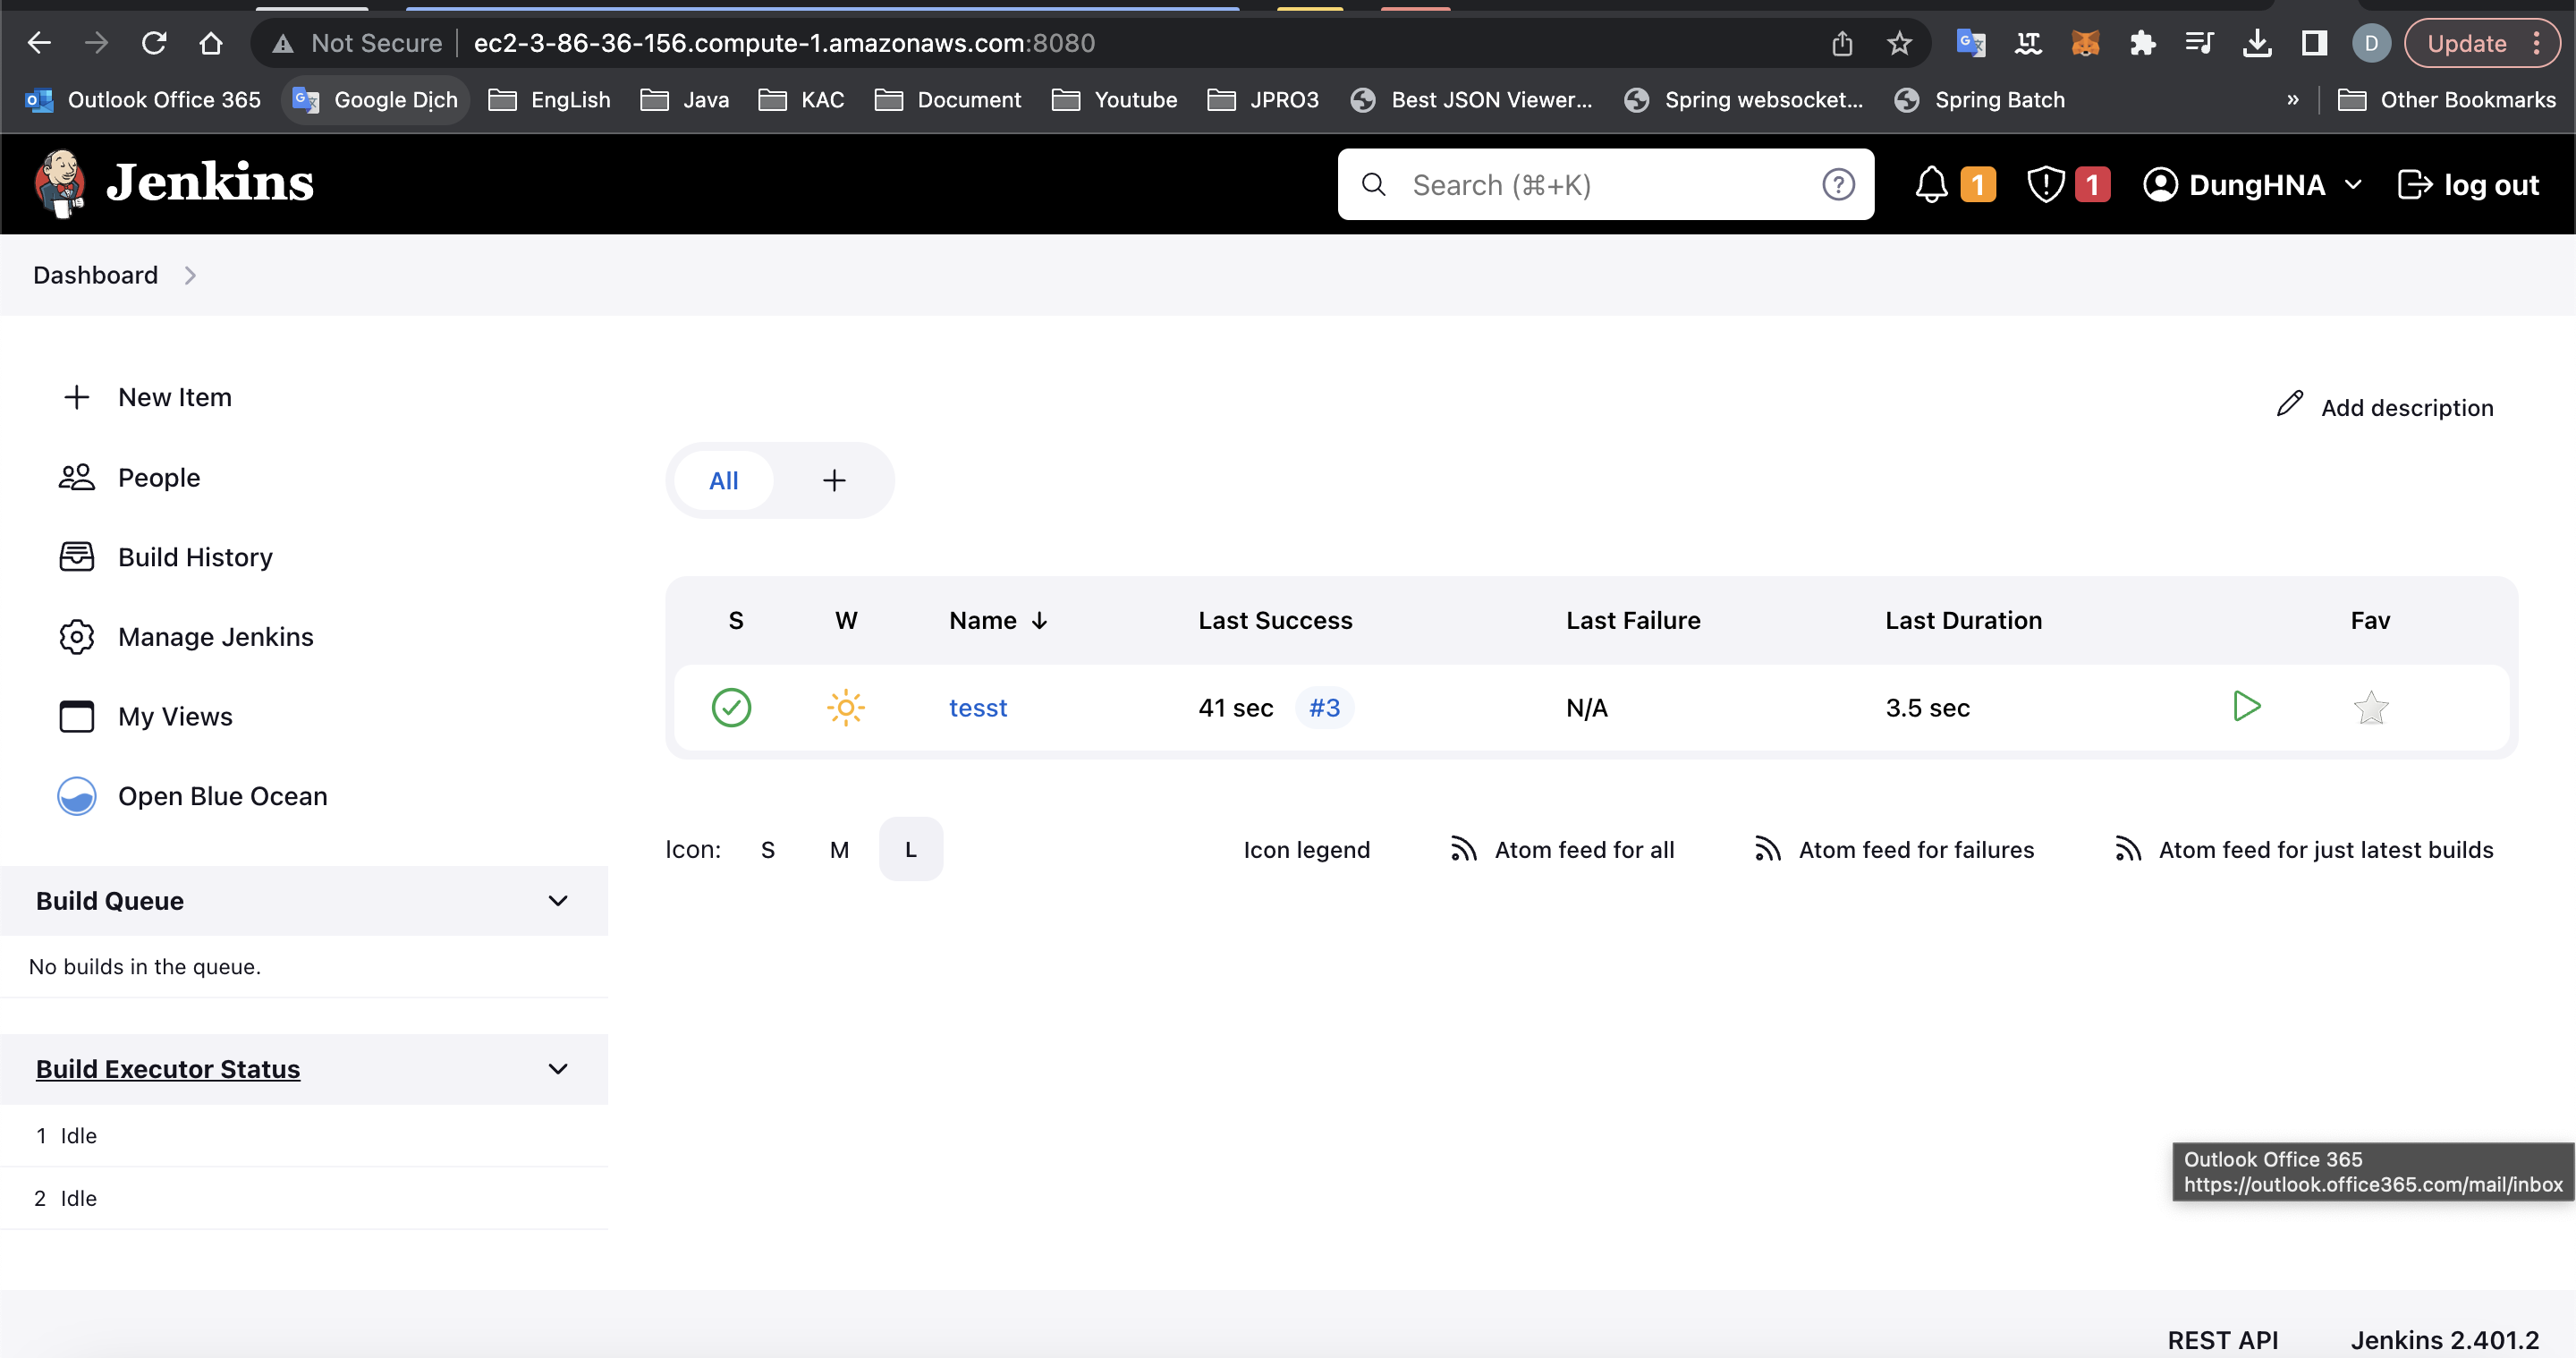 Not Secure ec2-3-86-36-156.compute-1.amazonaws.com:8080 D Update
Outlook Office 365 Google Dịch EngLish Java KAC Document Youtube JPRO3 Best JSON Viewer... Spring websocket... Spring Batch » Other Bookmarks
Jenkins Search (⌘+K) 1 1 DungHNA log out
Dashboard
New Item
Add description
People
All +
Build History
Manage Jenkins
My Views
Open Blue Ocean
S W Name ↓ Last Success Last Failure Last Duration Fav
tesst 41 sec #3 N/A 3.5 sec
Icon: S M L Icon legend Atom feed for all Atom feed for failures Atom feed for just latest builds
Build Queue
No builds in the queue.
Build Executor Status
1 Idle
2 Idle
Outlook Office 365
https://outlook.office365.com/mail/inbox
REST API Jenkins 2.401.2